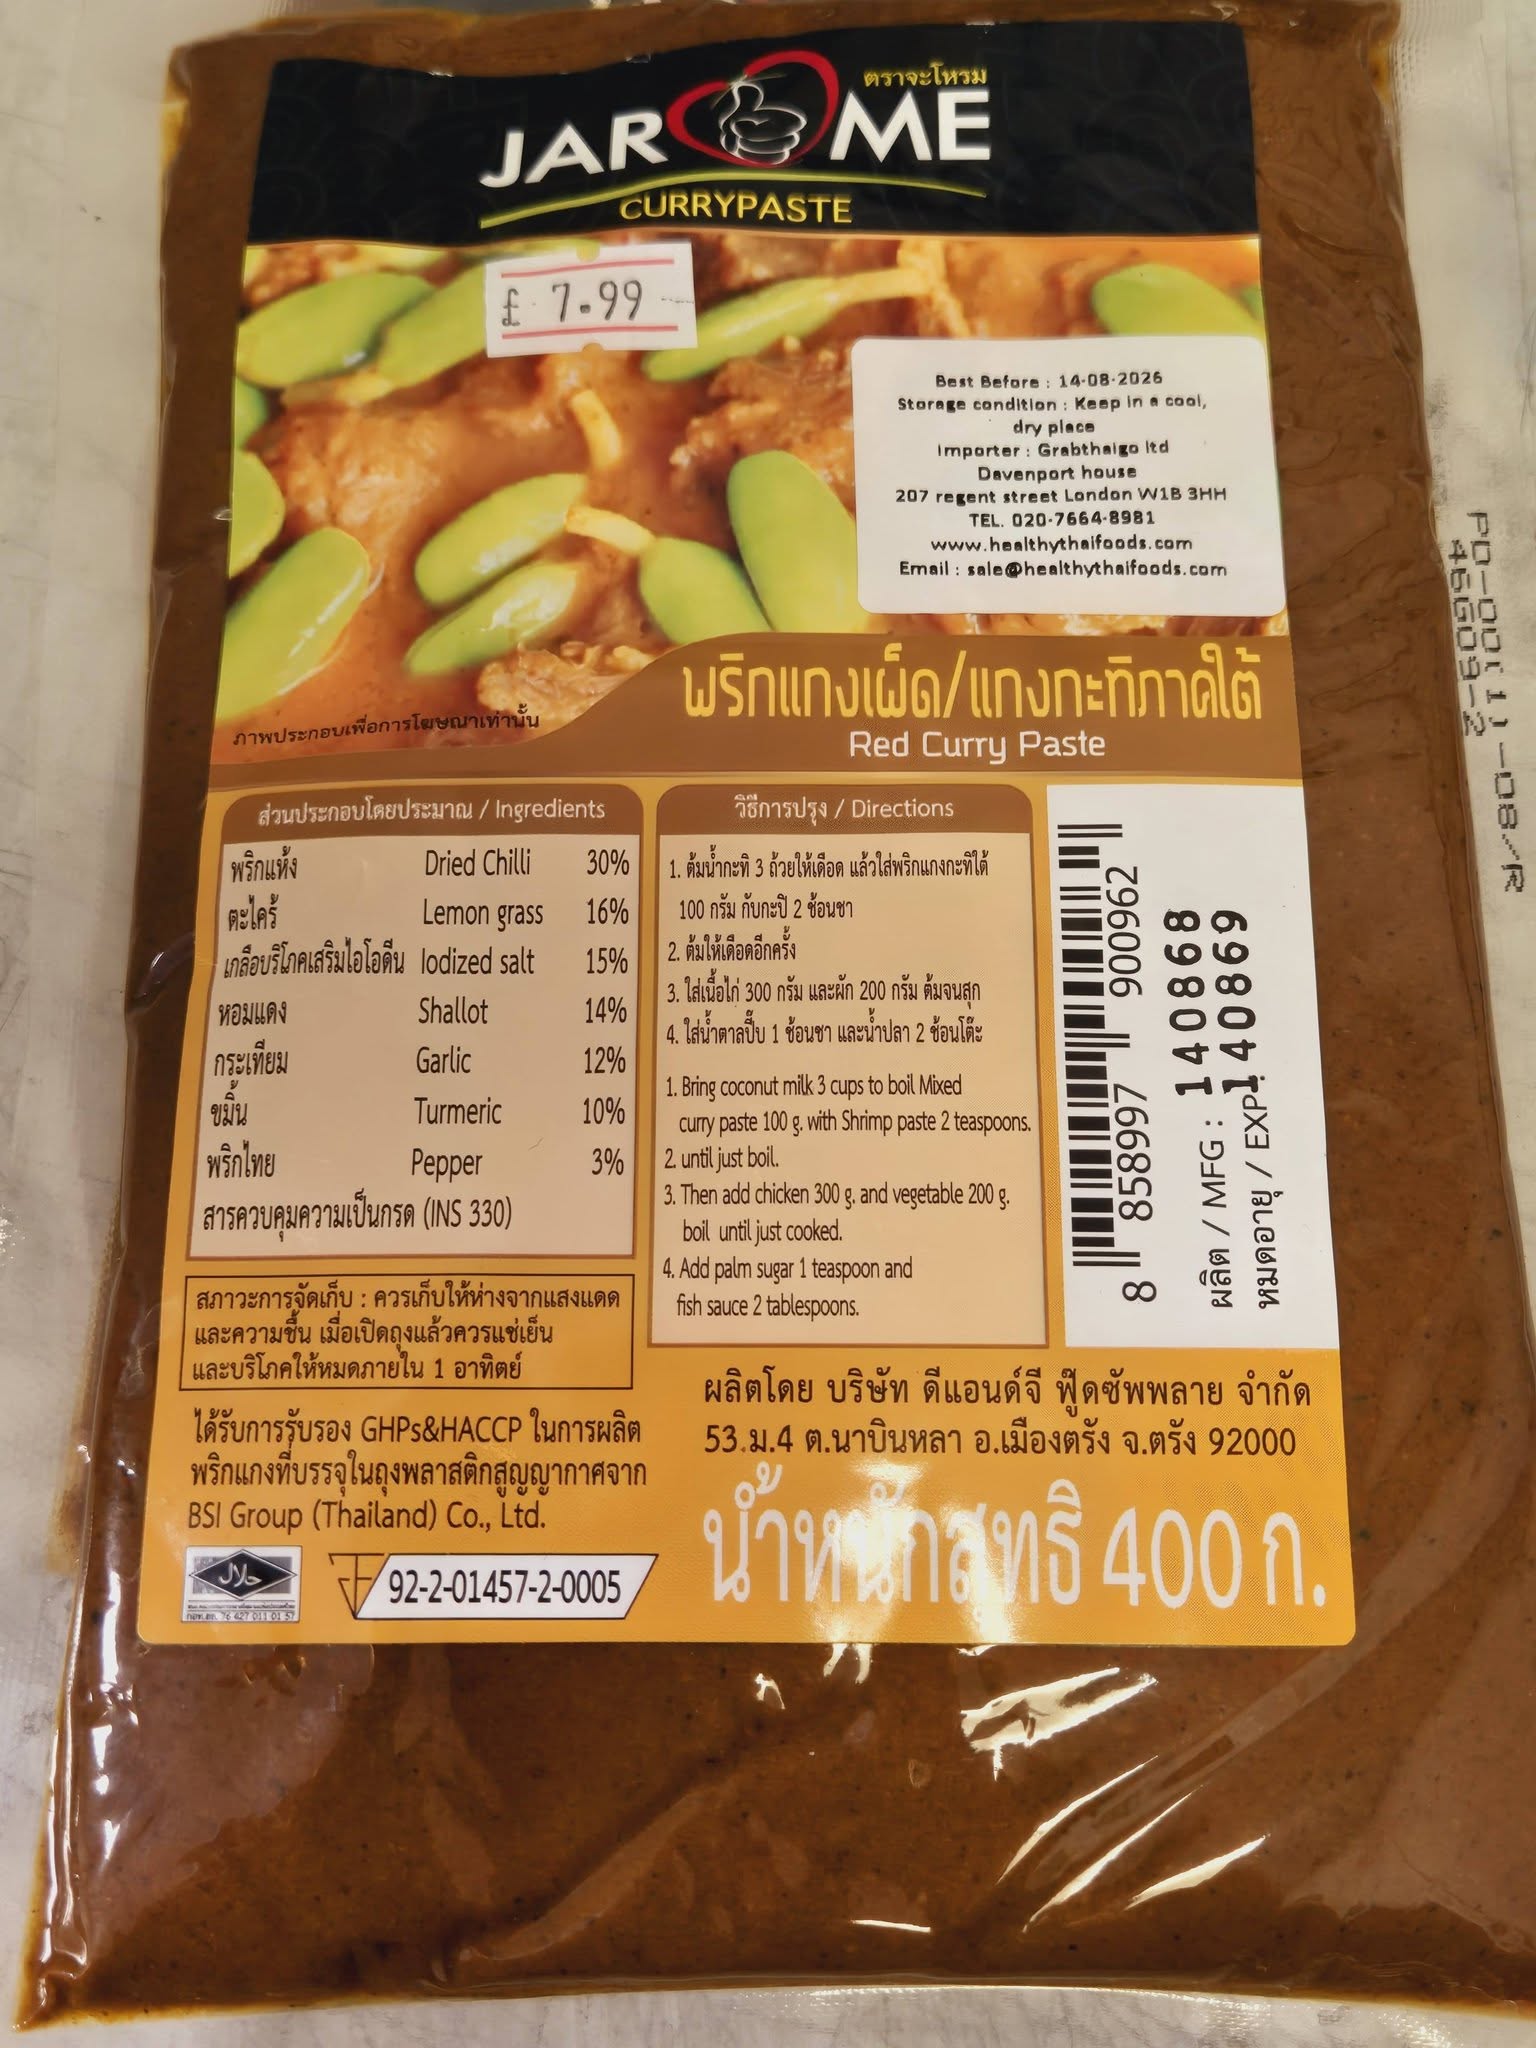 ตราจะโหรม
JAROME
CURRYPASTE
£ 7.99
Best Before : 14-08-2026
Storage condition : Keep in a cool,
dry place
Importer : Grabthaigo ltd
Davenport house
207 regent street London W1B 3HH
TEL. 020-7664-8981
www.healthythaifoods.com
Email : sale@healthythaifoods.com
พริกแกงเผ็ด/แกงกะทิภาคใต้
Red Curry Paste
ภาพประกอบเพื่อการโฆษณาเท่านั้น
ส่วนประกอบโดยประมาณ / Ingredients
พริกแห้ง Dried Chilli 30%
ตะไคร้ Lemon grass 16%
เกลือบริโภคเสริมไอโอดีน Iodized salt 15%
หอมแดง Shallot 14%
กระเทียม Garlic 12%
ขมิ้น Turmeric 10%
พริกไทย Pepper 3%
สารควบคุมความเป็นกรด (INS 330)
วิธีการปรุง / Directions
1. ต้มน้ำกะทิ 3 ถ้วยให้เดือด แล้วใส่พริกแกงกะทิใต้
100 กรัม กับกะปิ 2 ช้อนชา
2. ต้มให้เดือดอีกครั้ง
3. ใส่เนื้อไก่ 300 กรัม และผัก 200 กรัม ต้มจนสุก
4. ใส่น้ำตาลปี๊บ 1 ช้อนชา และน้ำปลา 2 ช้อนโต๊ะ
1. Bring coconut milk 3 cups to boil Mixed
curry paste 100 g. with Shrimp paste 2 teaspoons.
2. until just boil.
3. Then add chicken 300 g. and vegetable 200 g.
boil until just cooked.
4. Add palm sugar 1 teaspoon and
fish sauce 2 tablespoons.
8 858997 900962
ผลิต / MFG : 140868
หมดอายุ / EXP : 140869
สภาวะการจัดเก็บ : ควรเก็บให้ห่างจากแสงแดด
และความชื้น เมื่อเปิดถุงแล้วควรแช่เย็น
และบริโภคให้หมดภายใน 1 อาทิตย์
ได้รับการรับรอง GHPs&HACCP ในการผลิต
พริกแกงที่บรรจุในถุงพลาสติกสูญญากาศจาก
BSI Group (Thailand) Co., Ltd.
حلال
กอท.ฮล. 76 427 011 01 57
92-2-01457-2-0005
ผลิตโดย บริษัท ดีแอนด์จี ฟู๊ดซัพพลาย จำกัด
53 ม.4 ต.นาบินหลา อ.เมืองตรัง จ.ตรัง 92000
น้ำหนักสุทธิ 400 ก.
46G09-2